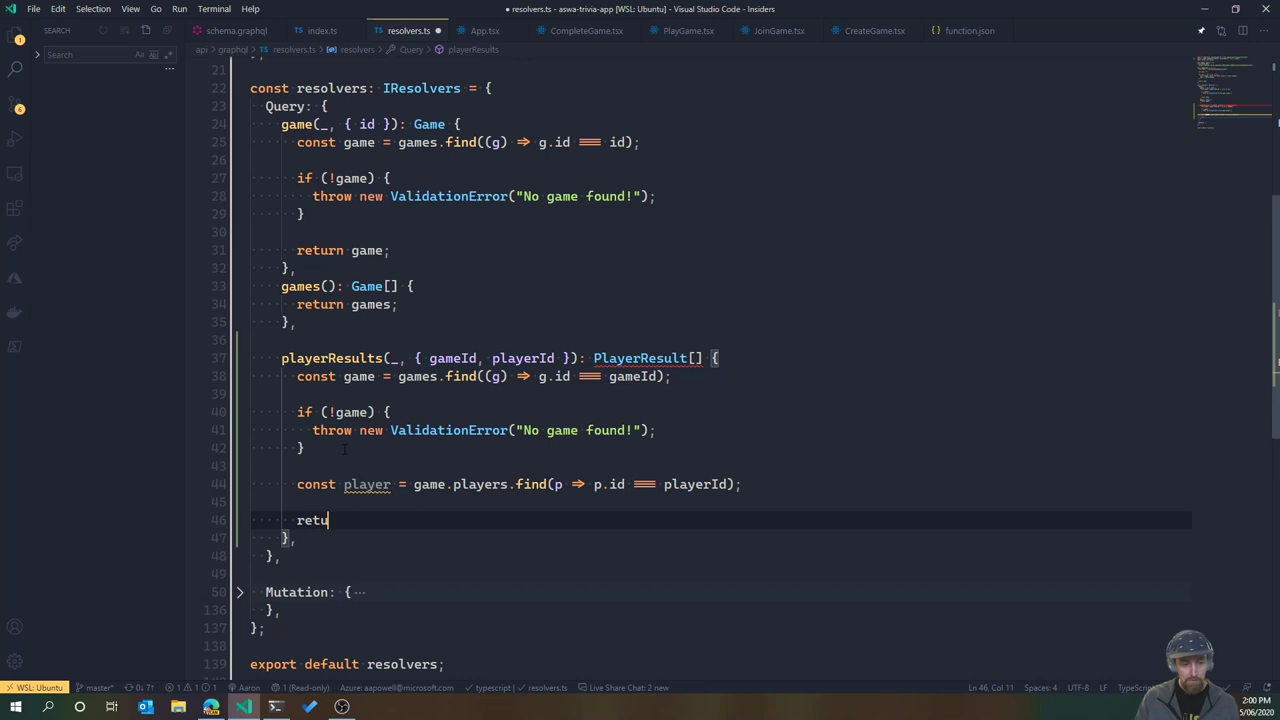 File Edit Selection View Go Run Terminal Help
● resolvers.ts - aswa-trivia-app [WSL: Ubuntu] - Visual Studio Code - Insiders
SEARCH
schema.graphql
index.ts
resolvers.ts
App.tsx
CompleteGame.tsx
PlayGame.tsx
JoinGame.tsx
CreateGame.tsx
function.json
Search
Aa
Ab
.*
api > graphql > resolvers.ts > resolvers > Query > playerResults
21 };
22 const resolvers: IResolvers = {
23 Query: {
24 game(_, { id }): Game {
25 const game = games.find((g) => g.id === id);
26
27 if (!game) {
28 throw new ValidationError("No game found!");
29 }
30
31 return game;
32 },
33 games(): Game[] {
34 return games;
35 },
36
37 playerResults(_, { gameId, playerId }): PlayerResult[] {
38 const game = games.find((g) => g.id === gameId);
39
40 if (!game) {
41 throw new ValidationError("No game found!");
42 }
43
44 const player = game.players.find(p => p.id === playerId);
45
46 retu
47 },
48 },
49
50 Mutation: { ···
136 },
137 };
138
139 export default resolvers;
WSL: Ubuntu master* 0↓ 7↑ 1 1 1 Aaron 1 (Read-only) Azure: aapowell@microsoft.com typescript | resolvers.ts Live Share Chat: 2 new
Ln 46, Col 11 Spaces: 4 UTF-8 LF TypeScript
2:00 PM
5/06/2020